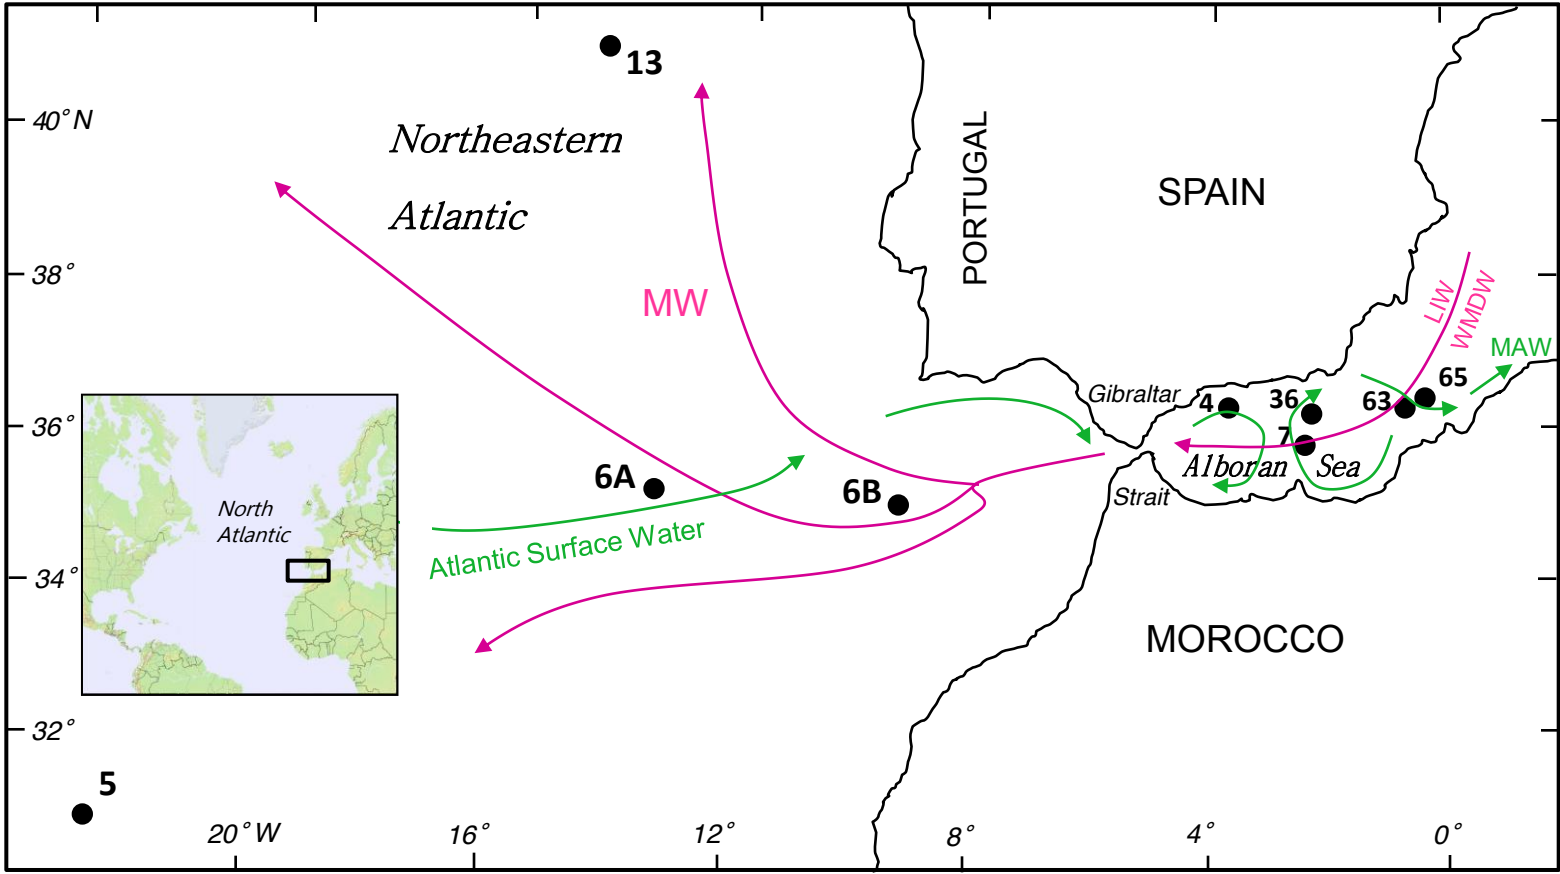 13
40° N
Northeastern
Atlantic
PORTUGAL
SPAIN
38°
MW
LIW
WMDW
MAW
Gibraltar
4
36
63
65
36°
7
Alboran Sea
6A
6B
Strait
North
Atlantic
Atlantic Surface Water
34°
MOROCCO
32°
5
20° W
16°
12°
8°
4°
0°